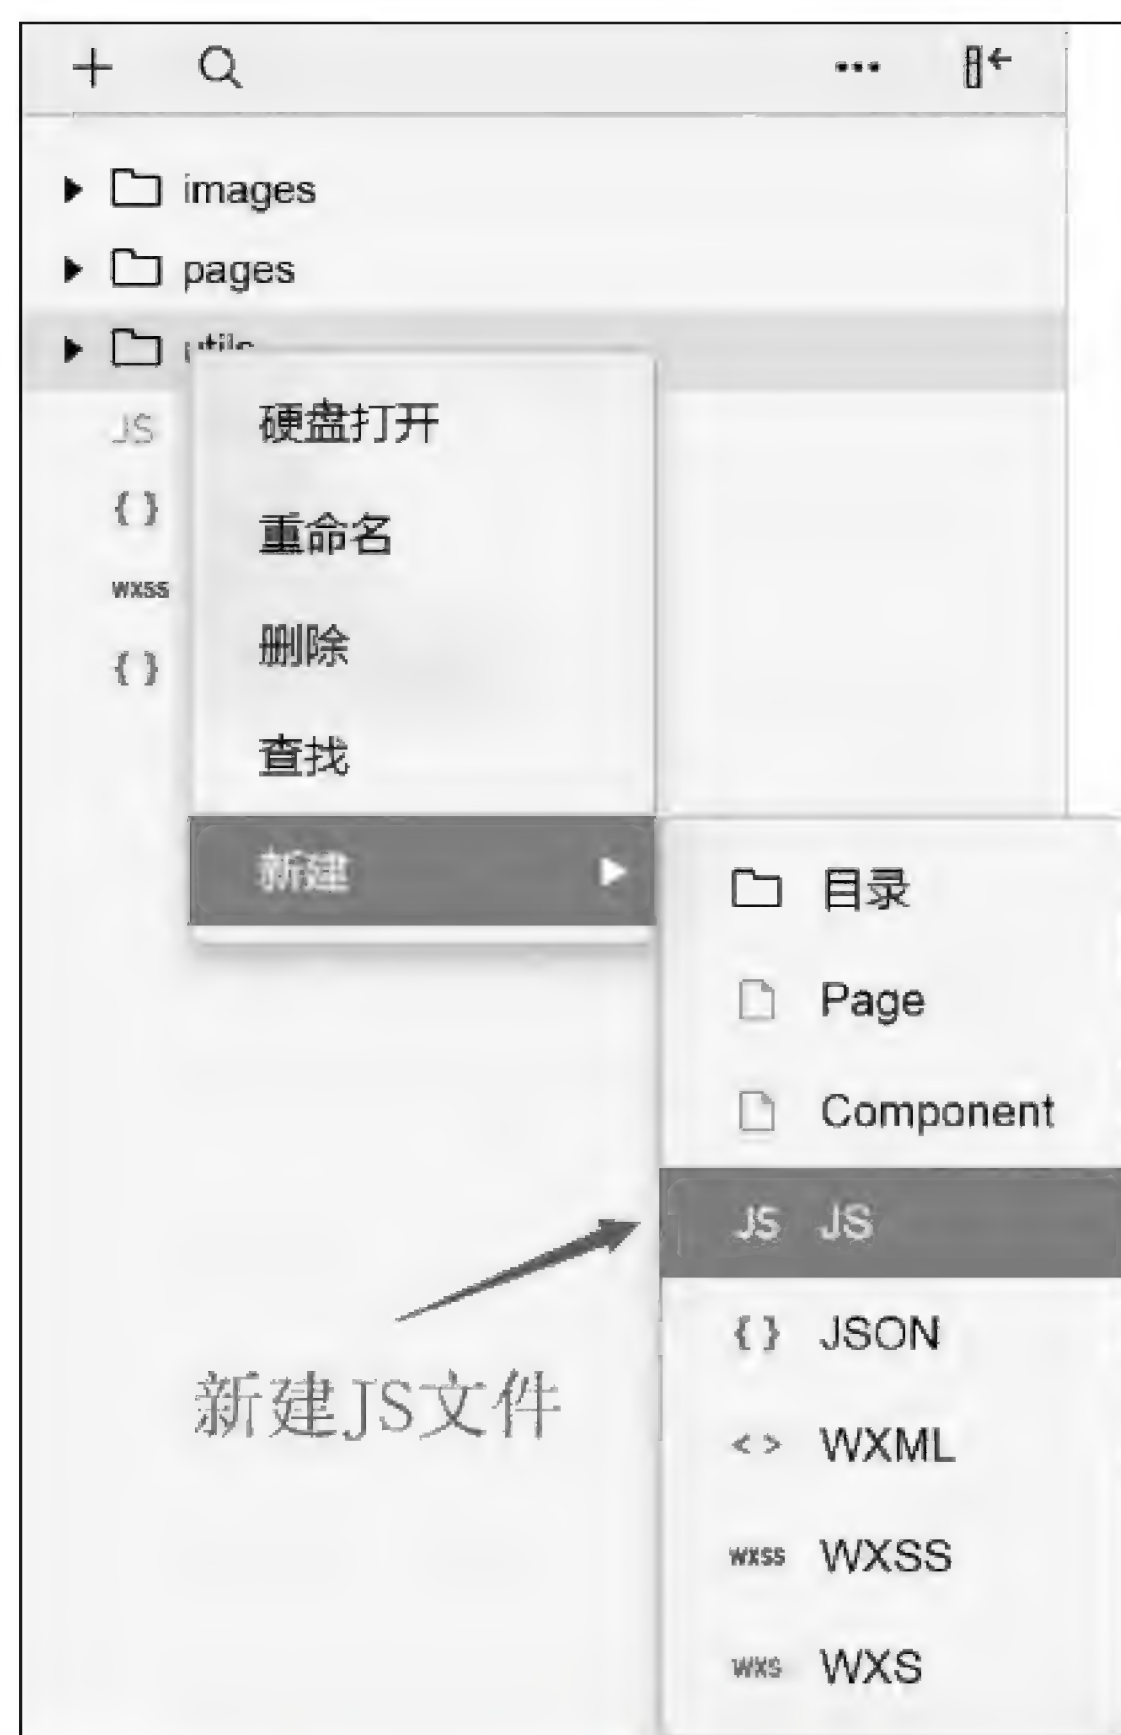 images
pages
硬盘打开
JS
重命名
{ }
wxss
删除
{ }
查找
新建
目录
Page
Component
JS JS
{ } JSON
新建JS文件
< > WXML
wxss WXSS
wxs WXS